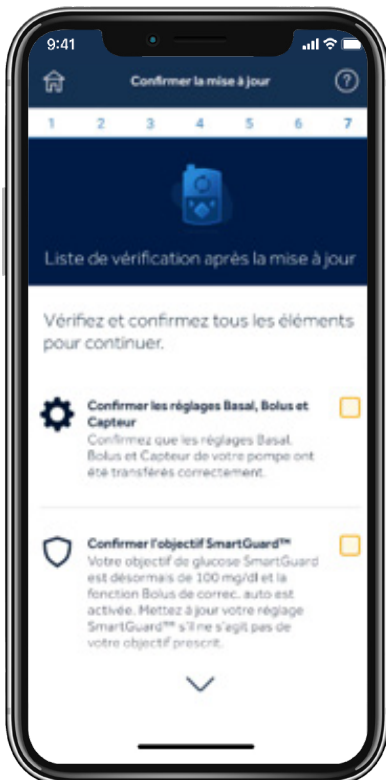 9:41
Confirmer la mise à jour
?
1 2 3 4 5 6 7
Liste de vérification après la mise à jour
Vérifiez et confirmez tous les éléments
pour continuer.
Confirmer les réglages Basal, Bolus et
Capteur
Confirmez que les réglages Basal,
Bolus et Capteur de votre pompe ont
été transférés correctement.
Confirmer l'objectif SmartGuard™
Votre objectif de glucose SmartGuard
est désormais de 100 mg/dl et la
fonction Bolus de correc. auto est
activée. Mettez à jour votre réglage
SmartGuard™ s'il ne s'agit pas de
votre objectif prescrit.